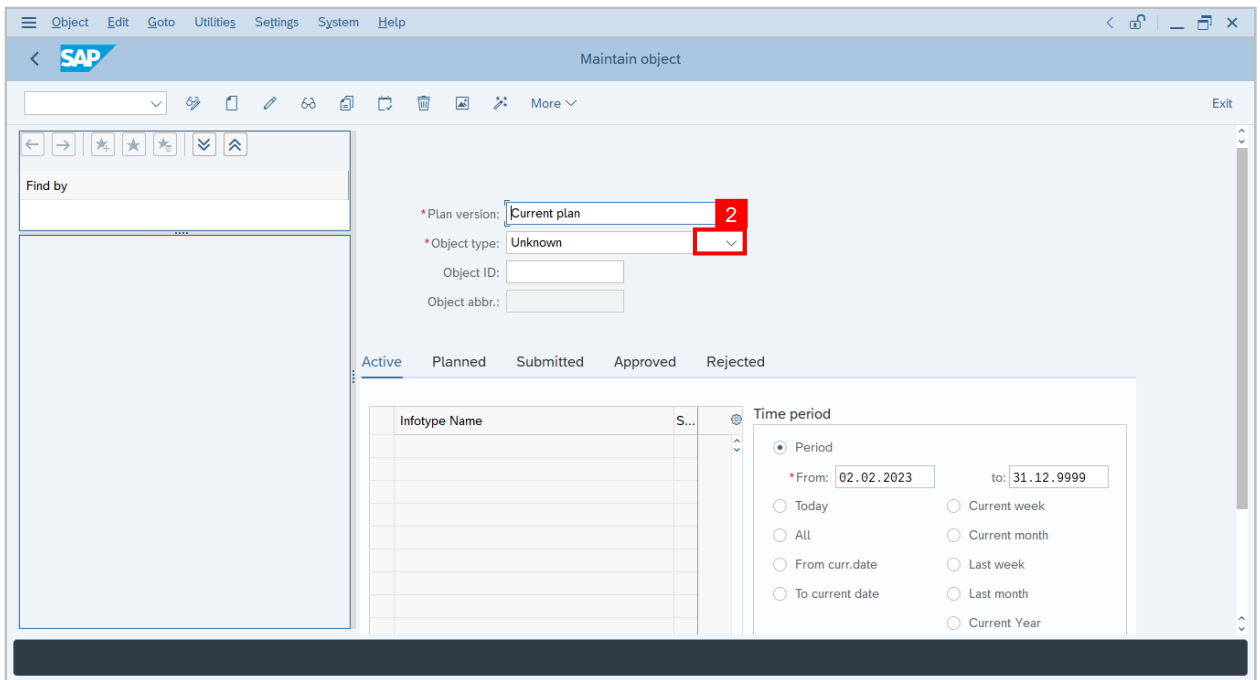 Object Edit Goto Utilities Settings System Help
SAP
Maintain object
More
Exit
Find by
*Plan version: Current plan
2
*Object type: Unknown
Object ID:
Object abbr.:
Active Planned Submitted Approved Rejected
Infotype Name S...
Time period
Period
*From: 02.02.2023 to: 31.12.9999
Today Current week
All Current month
From curr.date Last week
To current date Last month
Current Year